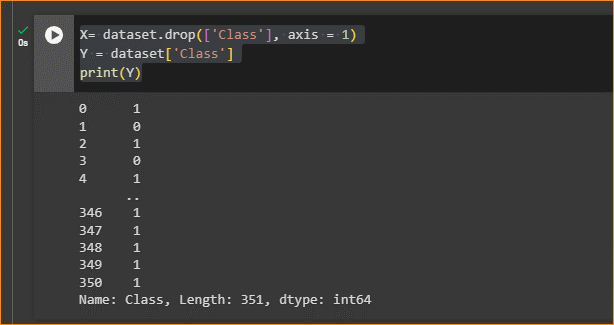 0s
X= dataset.drop(['Class'], axis = 1)
Y = dataset['Class']
print(Y)
0      1
1      0
2      1
3      0
4      1
      ..
346    1
347    1
348    1
349    1
350    1
Name: Class, Length: 351, dtype: int64